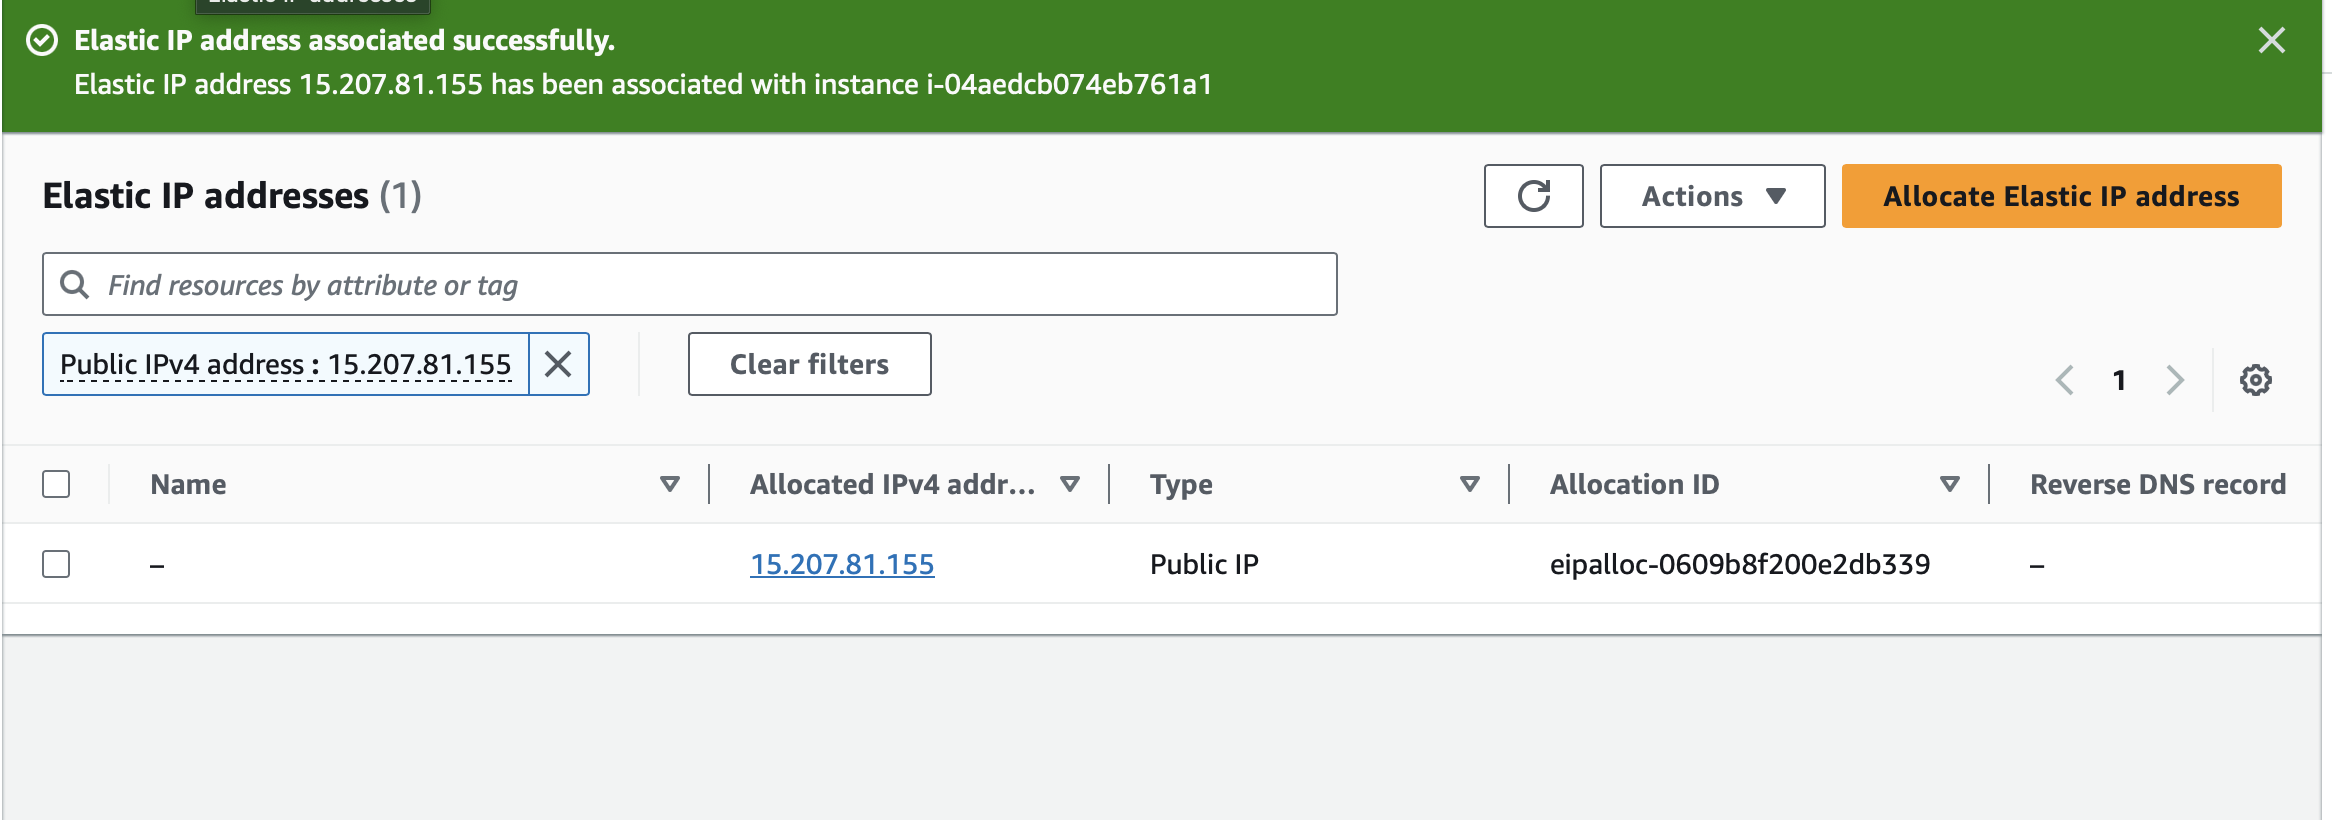 Elastic IP address associated successfully.
Elastic IP address 15.207.81.155 has been associated with instance i-04aedcb074eb761a1
Elastic IP addresses (1)
Actions
Allocate Elastic IP address
Find resources by attribute or tag
Public IPv4 address : 15.207.81.155
Clear filters
1
Name Allocated IPv4 addr... Type Allocation ID Reverse DNS record
– 15.207.81.155 Public IP eipalloc-0609b8f200e2db339 –